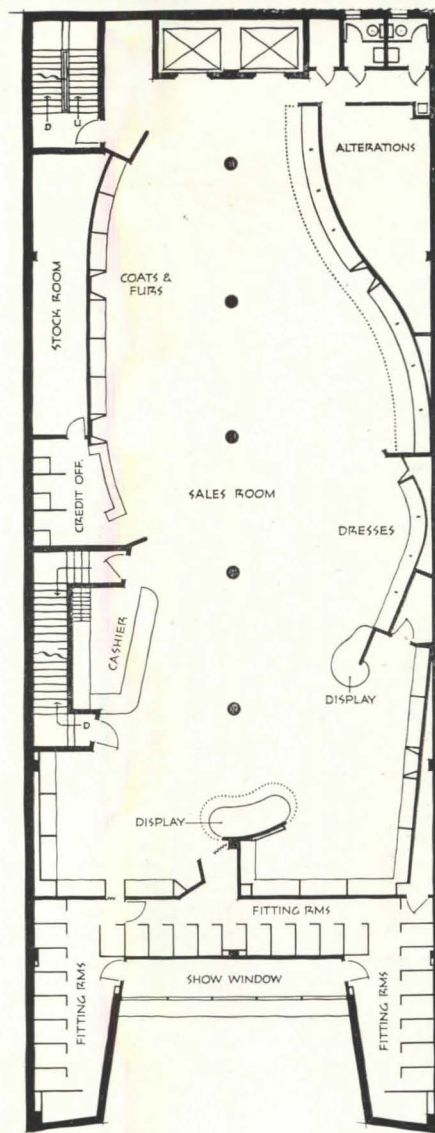 ALTERATIONS
COATS &
FURS
STOCK ROOM
CREDIT OFF.
SALES ROOM
DRESSES
D
U
CASHIER
DISPLAY
D
DISPLAY
FITTING RMS
SHOW WINDOW
FITTING RMS
FITTING RMS